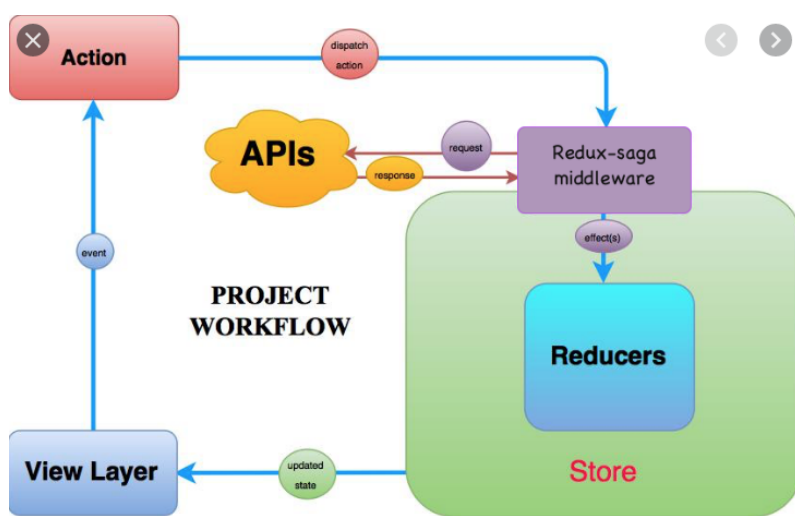 Action
dispatch
action
APIs
request
response
Redux-saga
middleware
effect(s)
event
PROJECT
WORKFLOW
Reducers
View Layer
updated
state
Store